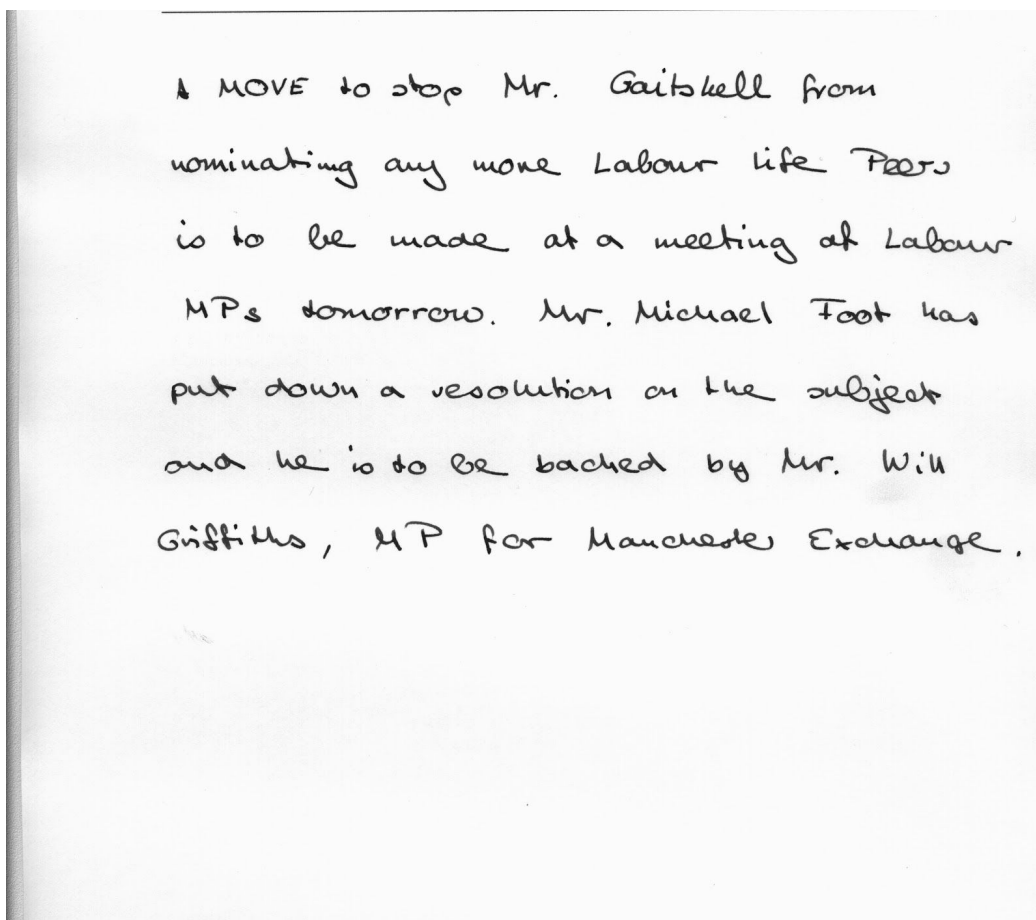 A MOVE to stop Mr. Gaitskell from
nominating any more Labour life Peers
is to be made at a meeting of Labour
MPs tomorrow. Mr. Michael Foot has
put down a resolution on the subject
and he is to be backed by Mr. Will
Griffiths, MP for Manchester Exchange.